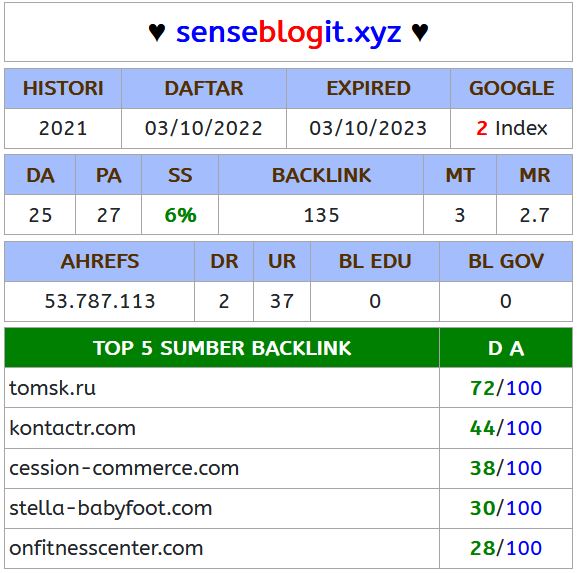 ♥ senseblogit.xyz ♥
HISTORI DAFTAR EXPIRED GOOGLE
2021 03/10/2022 03/10/2023 2 Index
DA PA SS BACKLINK MT MR
25 27 6% 135 3 2.7
AHREFS DR UR BL EDU BL GOV
53.787.113 2 37 0 0
TOP 5 SUMBER BACKLINK D A
tomsk.ru 72/100
kontactr.com 44/100
cession-commerce.com 38/100
stella-babyfoot.com 30/100
onfitnesscenter.com 28/100